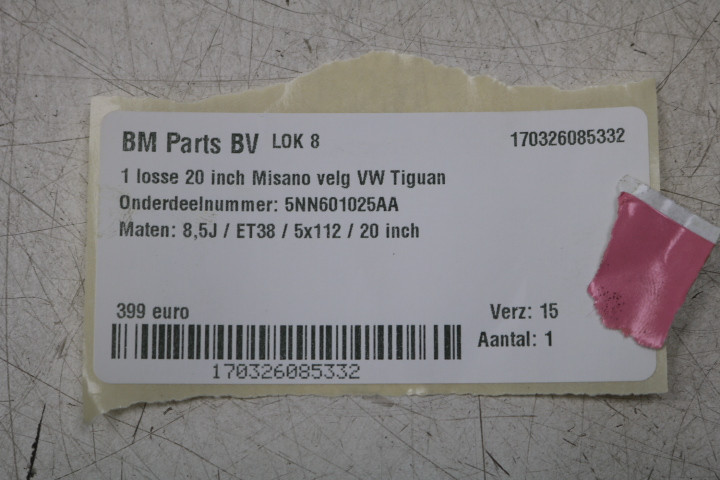 BM Parts BV LOK 8 170326085332
1 losse 20 inch Misano velg VW Tiguan
Onderdeelnummer: 5NN601025AA
Maten: 8,5J / ET38 / 5x112 / 20 inch
399 euro Verz: 15
Aantal: 1
170326085332